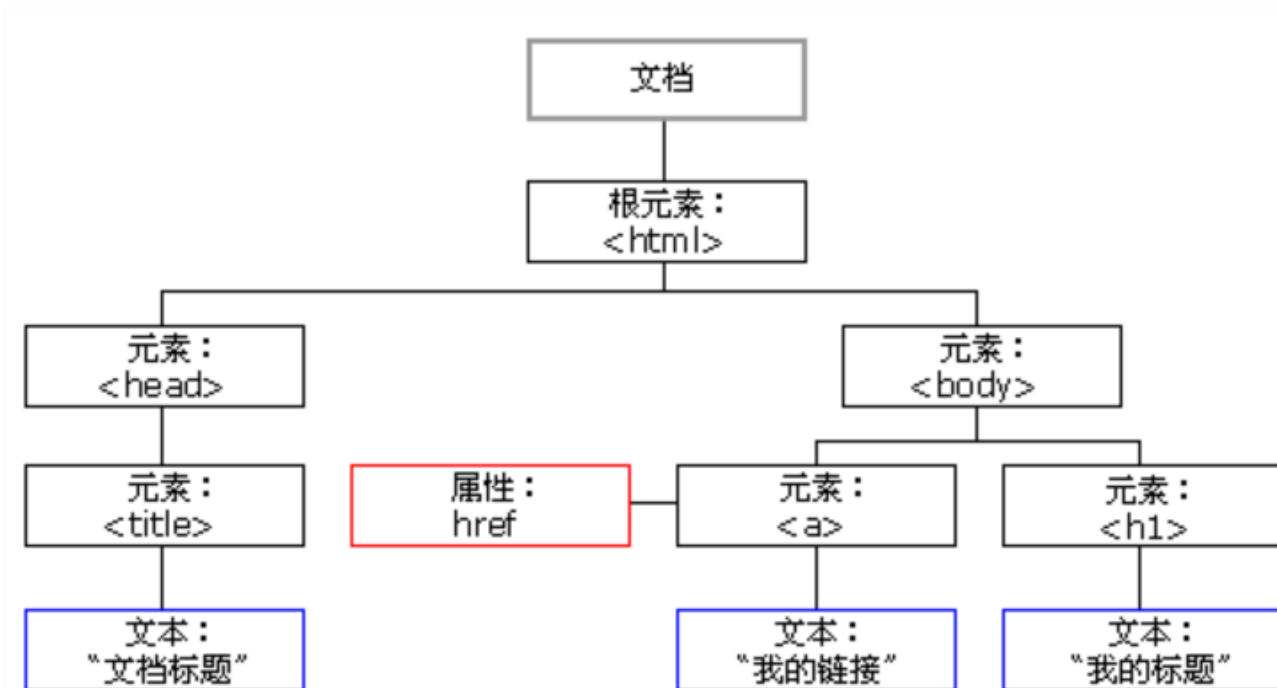 文档
根元素：
<html>
元素：
<head>
元素：
<body>
元素：
<title>
属性：
href
元素：
<a>
元素：
<h1>
文本：
“文档标题”
文本：
“我的链接”
文本：
“我的标题”